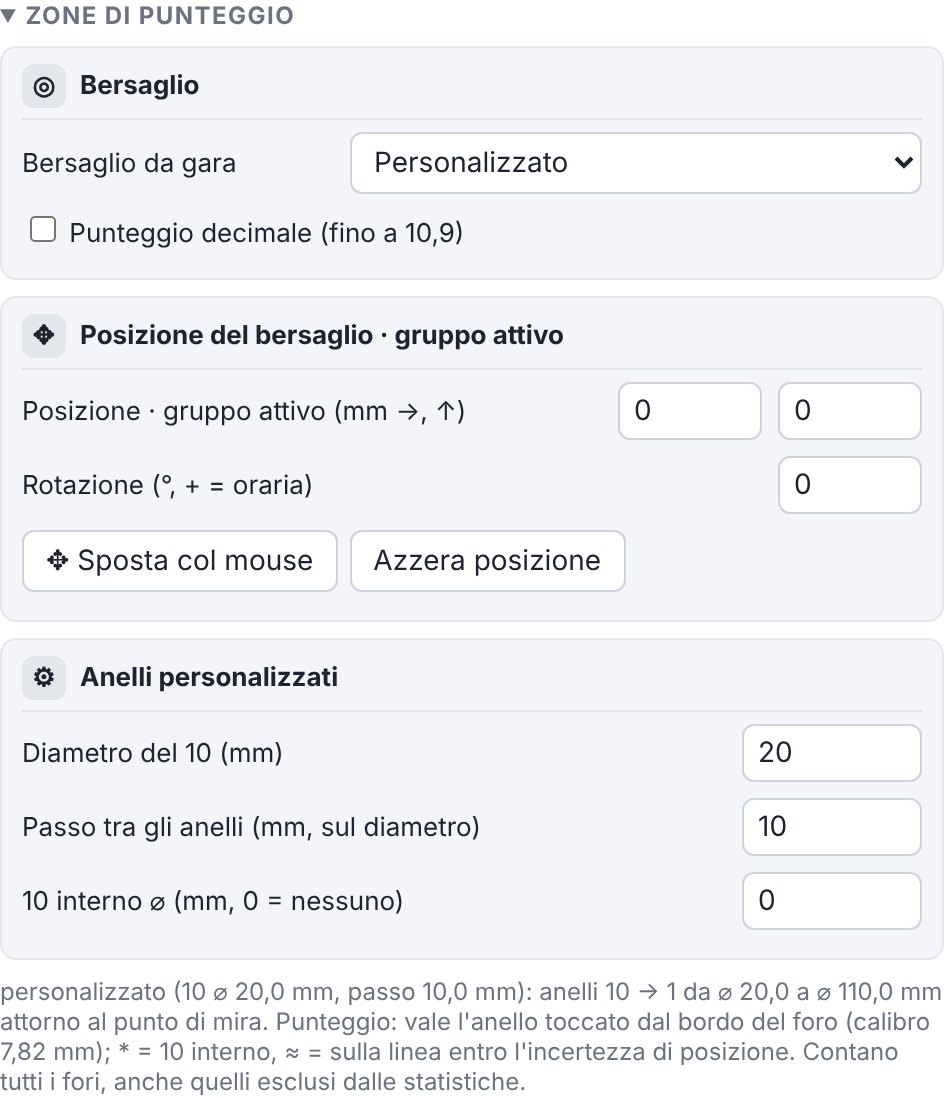 ▼ ZONE DI PUNTEGGIO
◎ Bersaglio
Bersaglio da gara Personalizzato
Punteggio decimale (fino a 10,9)
✥ Posizione del bersaglio · gruppo attivo
Posizione · gruppo attivo (mm →, ↑) 0 0
Rotazione (°, + = oraria) 0
✥ Sposta col mouse Azzera posizione
⚙ Anelli personalizzati
Diametro del 10 (mm) 20
Passo tra gli anelli (mm, sul diametro) 10
10 interno ⌀ (mm, 0 = nessuno) 0
personalizzato (10 ⌀ 20,0 mm, passo 10,0 mm): anelli 10 → 1 da ⌀ 20,0 a ⌀ 110,0 mm
attorno al punto di mira. Punteggio: vale l'anello toccato dal bordo del foro (calibro
7,82 mm); * = 10 interno, ≈ = sulla linea entro l'incertezza di posizione. Contano
tutti i fori, anche quelli esclusi dalle statistiche.